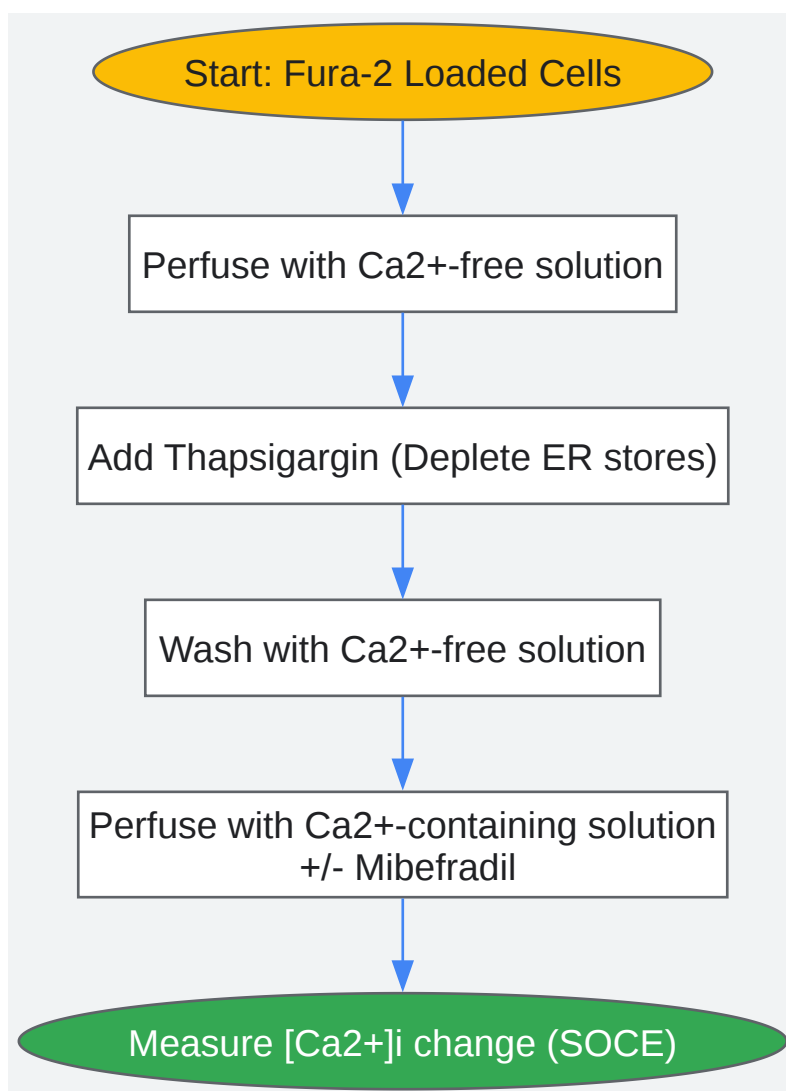 Start: Fura-2 Loaded Cells
Perfuse with Ca2+-free solution
Add Thapsigargin (Deplete ER stores)
Wash with Ca2+-free solution
Perfuse with Ca2+-containing solution
+/- Mibefradil
Measure [Ca2+]i change (SOCE)